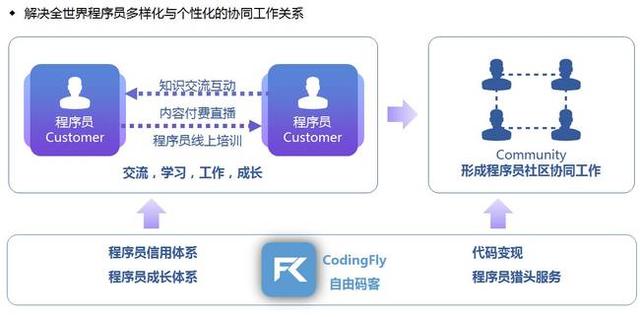 解决全世界程序员多样化与个性化的协同工作关系
知识交流互动
程序员
Customer
内容付费直播
程序员
Customer
程序员线上培训
交流，学习，工作，成长
Community
形成程序员社区协同工作
程序员信用体系
程序员成长体系
CodingFly
自由码客
代码变现
程序员猎头服务